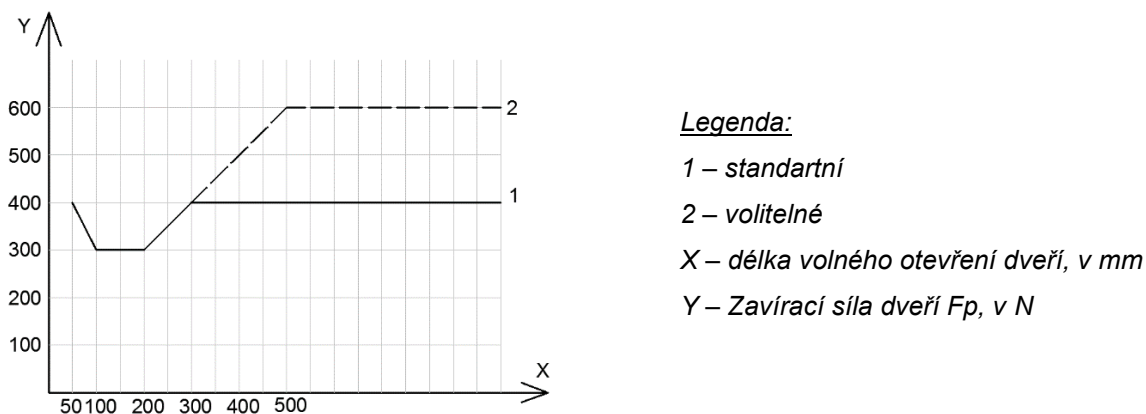 Y
600
500
400
300
200
100
2
1
X
50 100 200 300 400 500
Legenda:
1 – standartní
2 – volitelné
X – délka volného otevření dveří, v mm
Y – Zavírací síla dveří Fp, v N